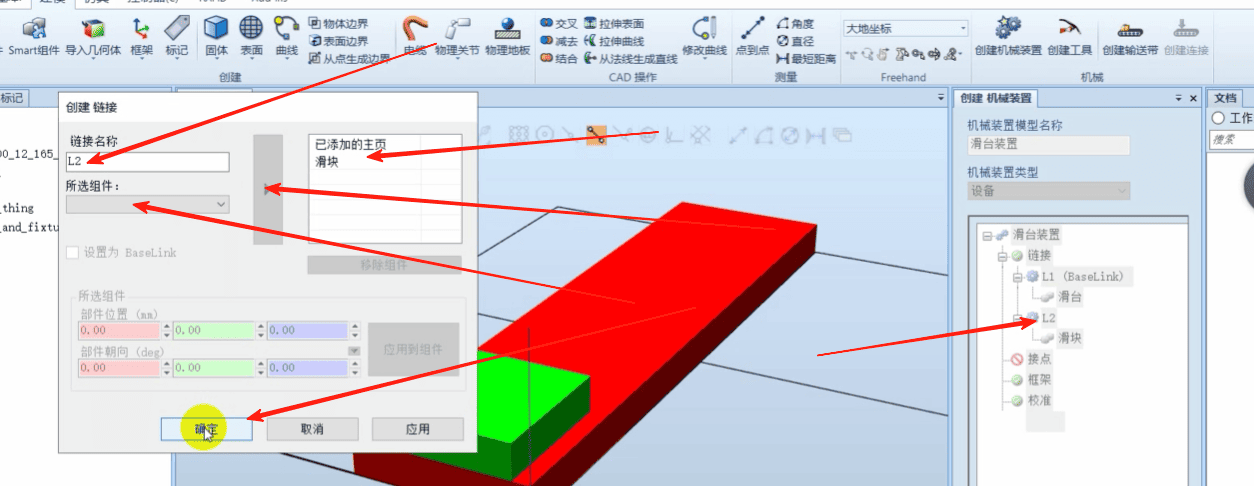 Smart组件
导入几何体
框架
标记
固体
表面
曲线
物体边界
表面边界
从点生成边界
创建
电缆
物理关节
物理地板
交叉
减去
结合
拉伸表面
拉伸曲线
从法线生成直线
CAD 操作
修改曲线
点到点
角度
直径
最短距离
测量
大地坐标
Freehand
创建机械装置
创建工具
创建输送带
创建连接
机械
标记
00_12_165_
_thing
_and_fixtu
创建 链接
链接名称
L2
所选组件:
设置为 BaseLink
已添加的主页
滑块
移除组件
所选组件
部件位置 (mm)
0.00
0.00
0.00
部件朝向 (deg)
0.00
0.00
0.00
应用到组件
确定
取消
应用
创建 机械装置
机械装置模型名称
滑台装置
机械装置类型
设备
滑台装置
链接
L1 (BaseLink)
滑台
L2
滑块
接点
框架
校准
文档
工作
搜索